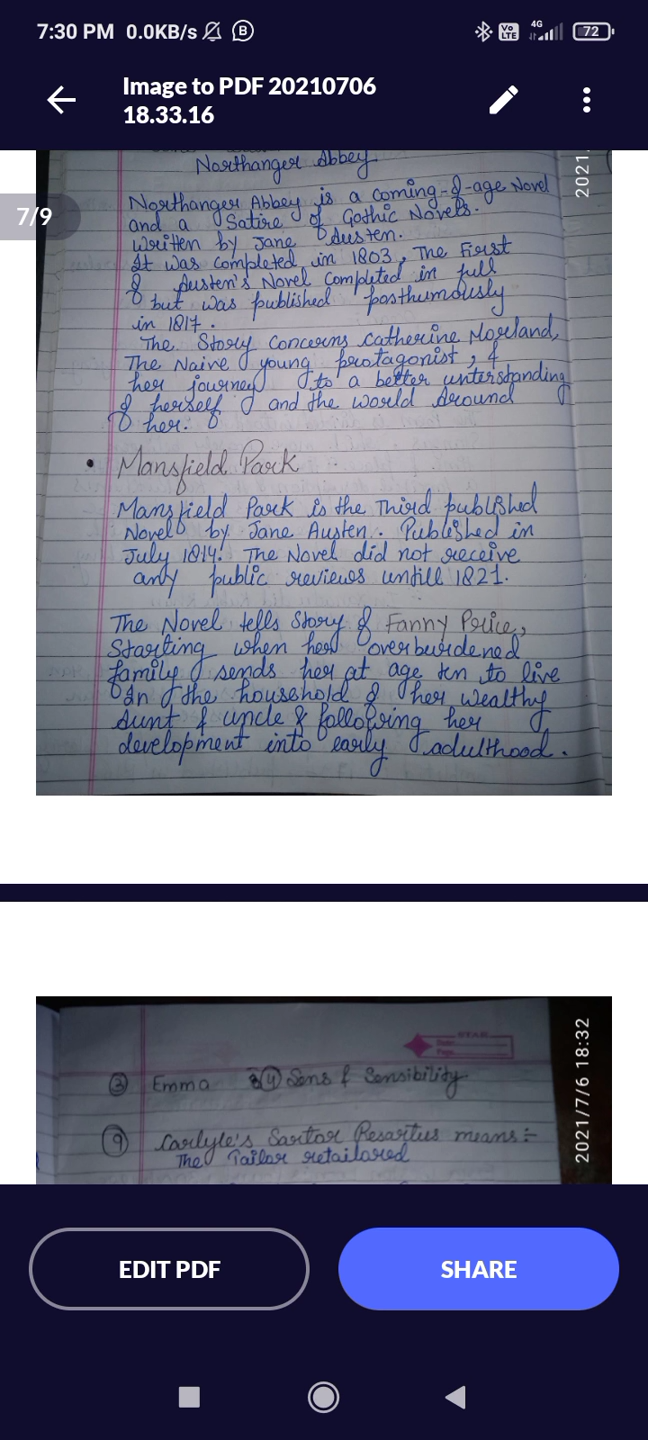 7:30 PM 0.0KB/s B 4G Vo LTE 72
Image to PDF 20210706
18.33.16
7/9
2021
Northanger Abbey
Northanger Abbey is a coming-of-age Novel
and a Satire of Gothic Novels.
written by Jane Austen.
It was completed in 1803, The First
of Austen's Novel completed in full
but was published posthumously
in 1817.
The Story Concerns Catherine Morland,
The Naive young protagonist, &
her journey to a better unterstanding
of herself and the world Around
her.
• Mansfield Park
Mansfield Park is the Third published
Novel by Jane Austen. Published in
July 1814. The Novel did not receive
any public reviews untill 1821.
The Novel tells Story of Fanny Price,
Starting when her overburdened
family sends her at age ten to live
In the household of her wealthy
Aunt & uncle & following her
development into early adulthood.
STAR
Date:
Page:
③ Emma ④ Sens & Sensibility
⑨ Carlyle's Sartor Resartus means:-
The Tailor retailored
2021/7/6 18:32
EDIT PDF
SHARE